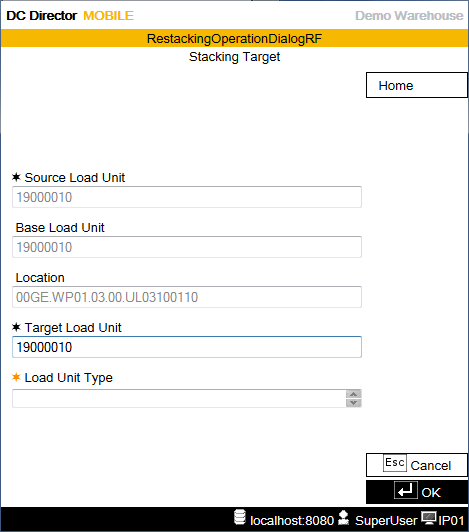 DC Director MOBILE Demo Warehouse
RestackingOperationDialogRF
Stacking Target
Home
✶ Source Load Unit
19000010
Base Load Unit
19000010
Location
00GE.WP01.03.00.UL03100110
✶ Target Load Unit
19000010
✶ Load Unit Type
Esc Cancel
OK
localhost:8080 SuperUser IP01